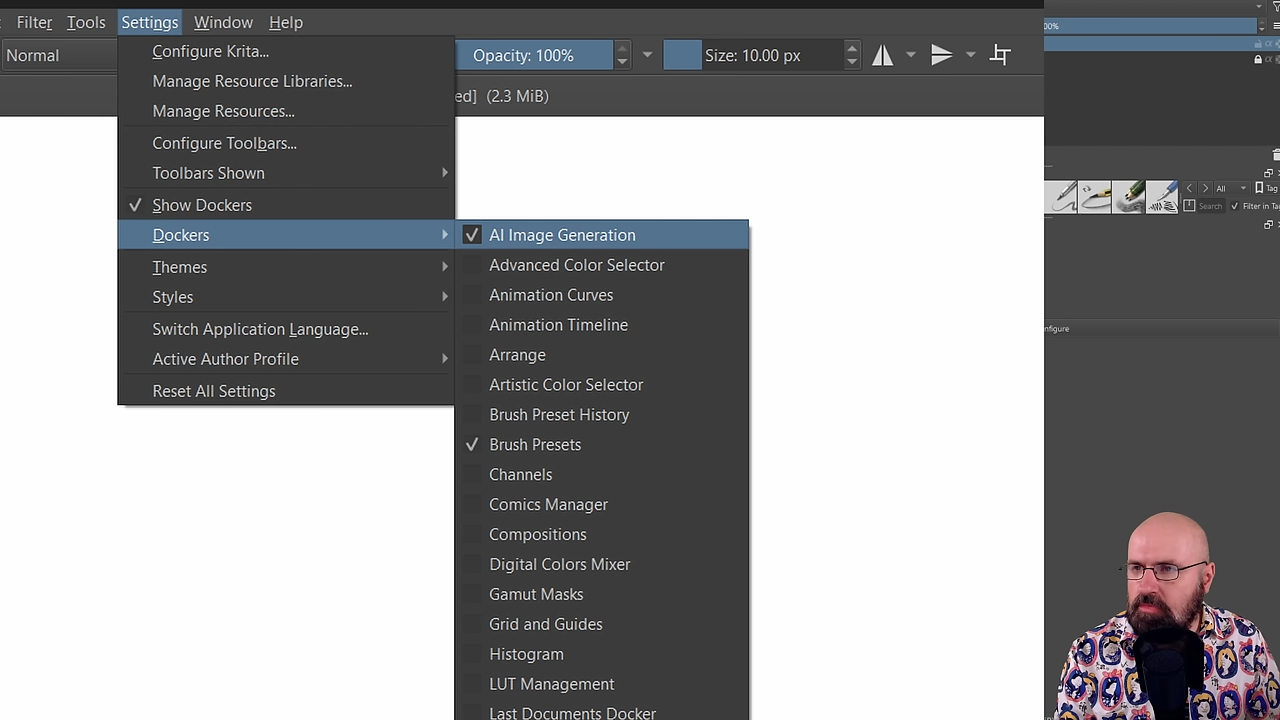 Filter Tools Settings Window Help
Normal
Opacity: 100%
Size: 10.00 px
ed] (2.3 MiB)
Configure Krita...
Manage Resource Libraries...
Manage Resources...
Configure Toolbars...
Toolbars Shown
Show Dockers
Dockers
Themes
Styles
Switch Application Language...
Active Author Profile
Reset All Settings
AI Image Generation
Advanced Color Selector
Animation Curves
Animation Timeline
Arrange
Artistic Color Selector
Brush Preset History
Brush Presets
Channels
Comics Manager
Compositions
Digital Colors Mixer
Gamut Masks
Grid and Guides
Histogram
LUT Management
Last Documents Docker
00%
All
Tag
Search
Filter in Ta
nfigure